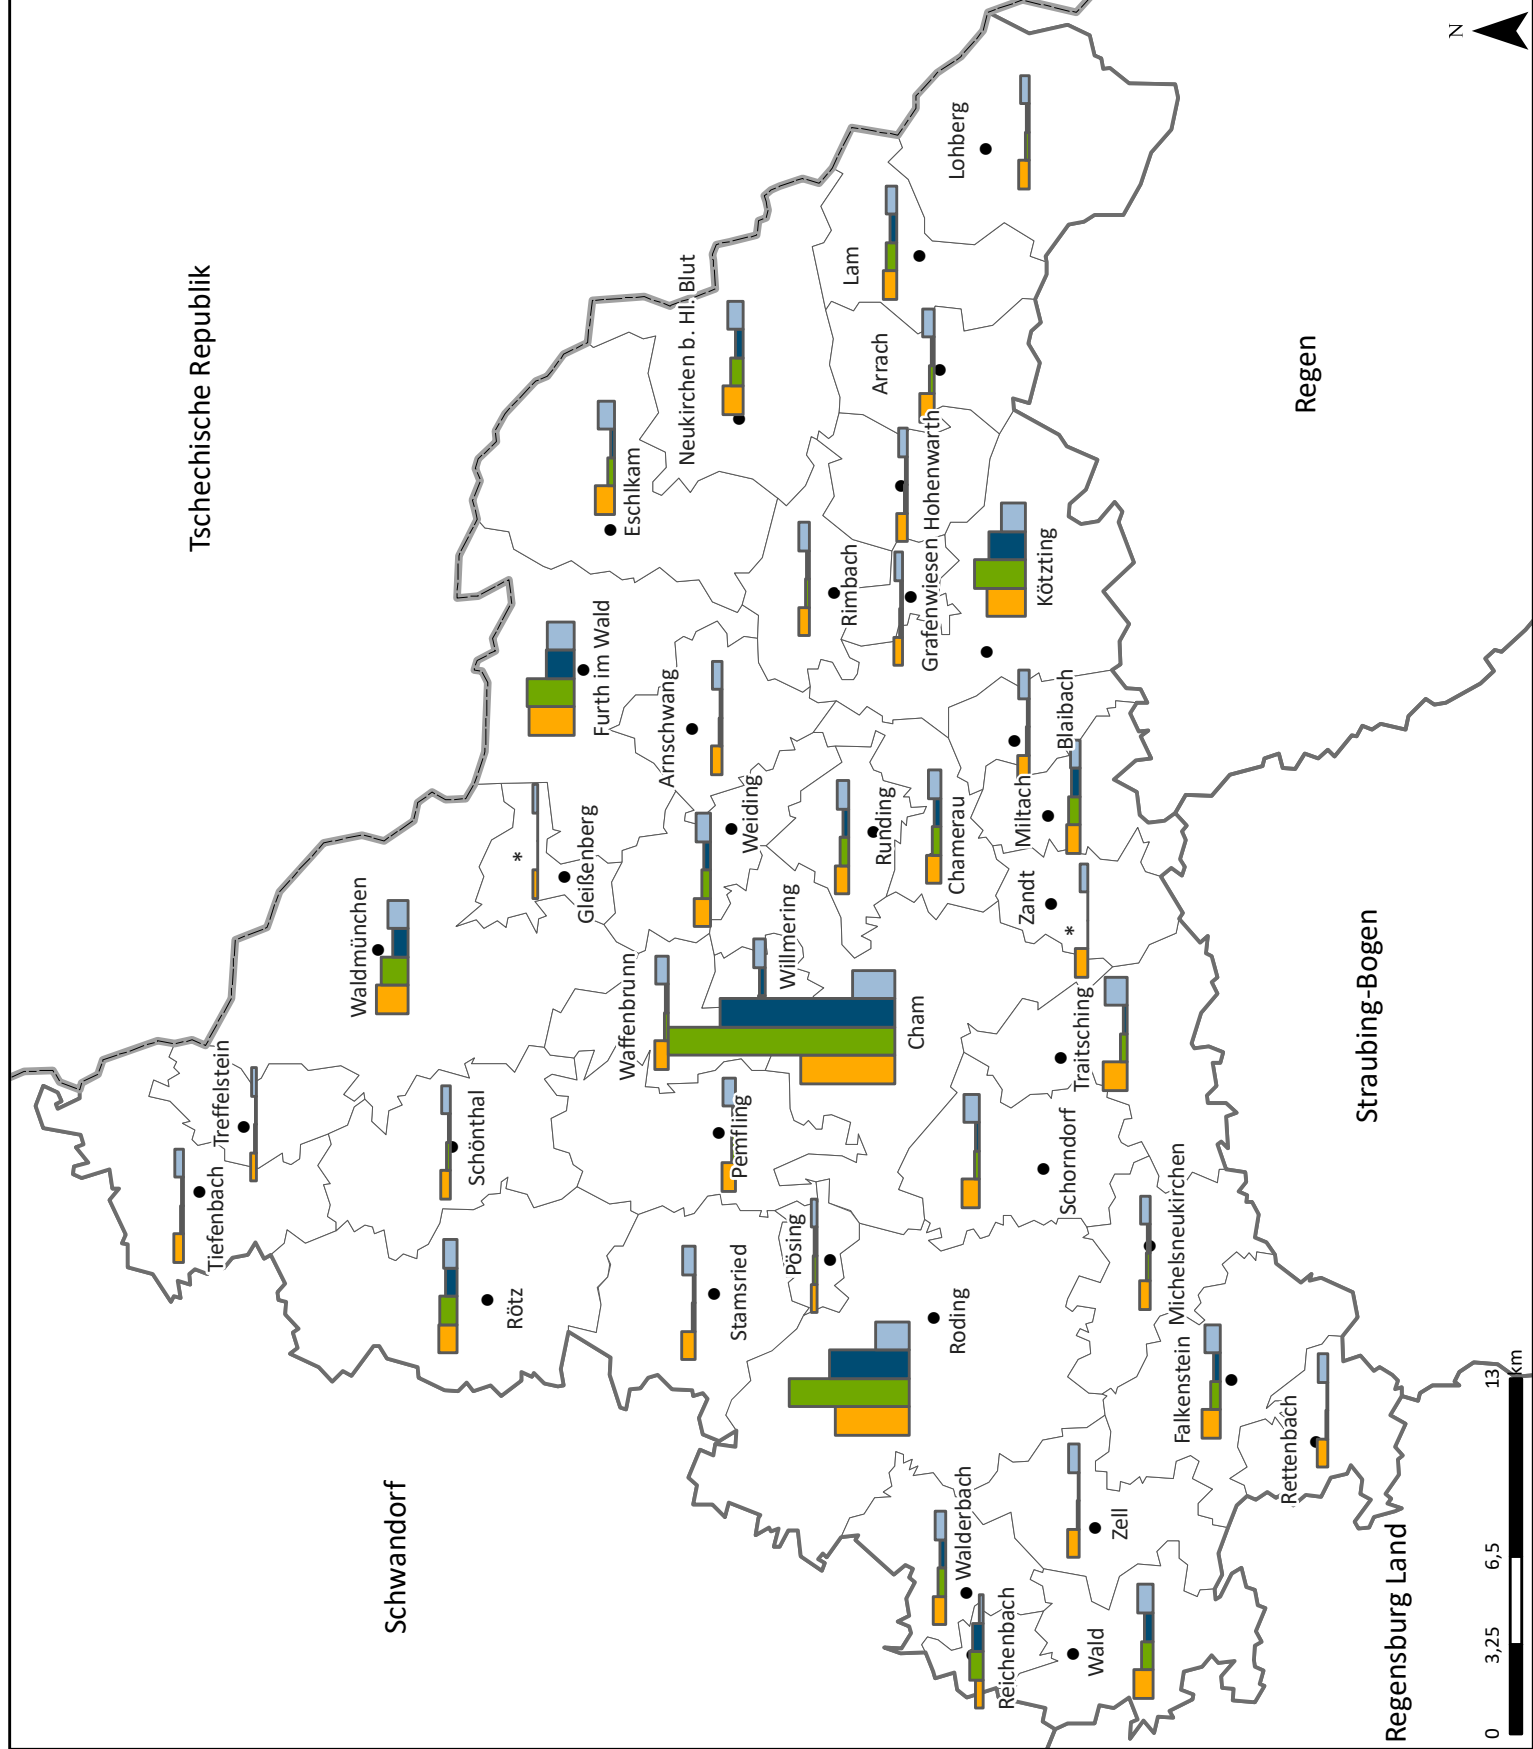 Tschechische Republik
Schwandorf
Tiefenbach
Treffelstein
Waldmünchen
Gleißenberg
*
Furth im Wald
Eschlkam
Neukirchen b. Hl. Blut
Rötz
Schönthal
Waffenbrunn
Weiding
Arnschwang
Rimbach
Lam
Lohberg
Arrach
Hohenwarth
Grafenwiesen
Kötzting
Stamsried
Pemfling
Pösing
Willmering
Cham
Runding
Chamerau
Miltach
Blaibach
Zandt
*
Traitsching
Schorndorf
Roding
Michelsneukirchen
Falkenstein
Rettenbach
Zell
Walderbach
Reichenbach
Wald
Regen
Straubing-Bogen
Regensburg Land
0 3,25 6,5 13
km
N